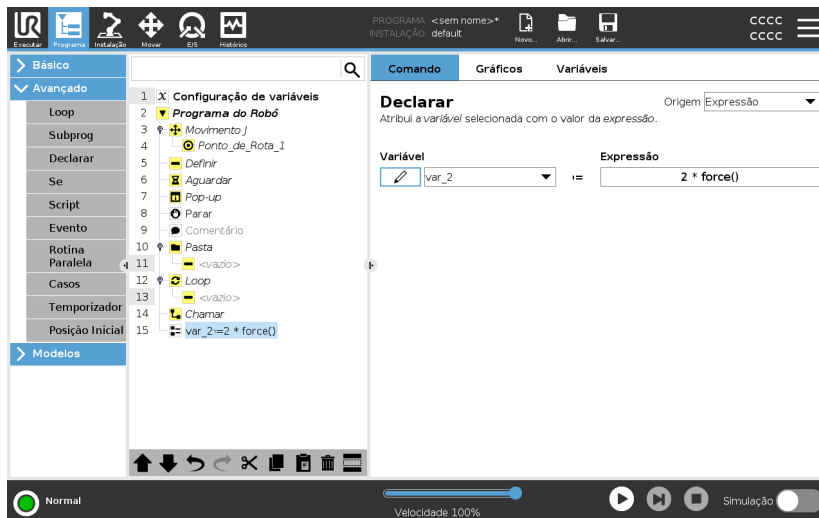 UR
Executar
Programa
Instalação
Mover
E/S
Histórico
PROGRAMA <sem nome>*
INSTALAÇÃO default
Novo...
Abrir...
Salvar...
CCCC
CCCC
Básico
Avançado
Loop
Subprog
Declarar
Se
Script
Evento
Rotina
Paralela
Casos
Temporizador
Posição Inicial
Modelos
1 X Configuração de variáveis
2 Programa do Robô
3 Movimento J
4 Ponto_de_Rota_1
5 Definir
6 Aguardar
7 Pop-up
8 Parar
9 Comentário
10 Pasta
11 <vazio>
12 Loop
13 <vazio>
14 Chamar
15 var_2:=2 * force()
Comando Gráficos Variáveis
Declarar
Origem Expressão
Atribui a variável selecionada com o valor da expressão.
Variável Expressão
var_2 := 2 * force()
Normal
Velocidade 100%
Simulação